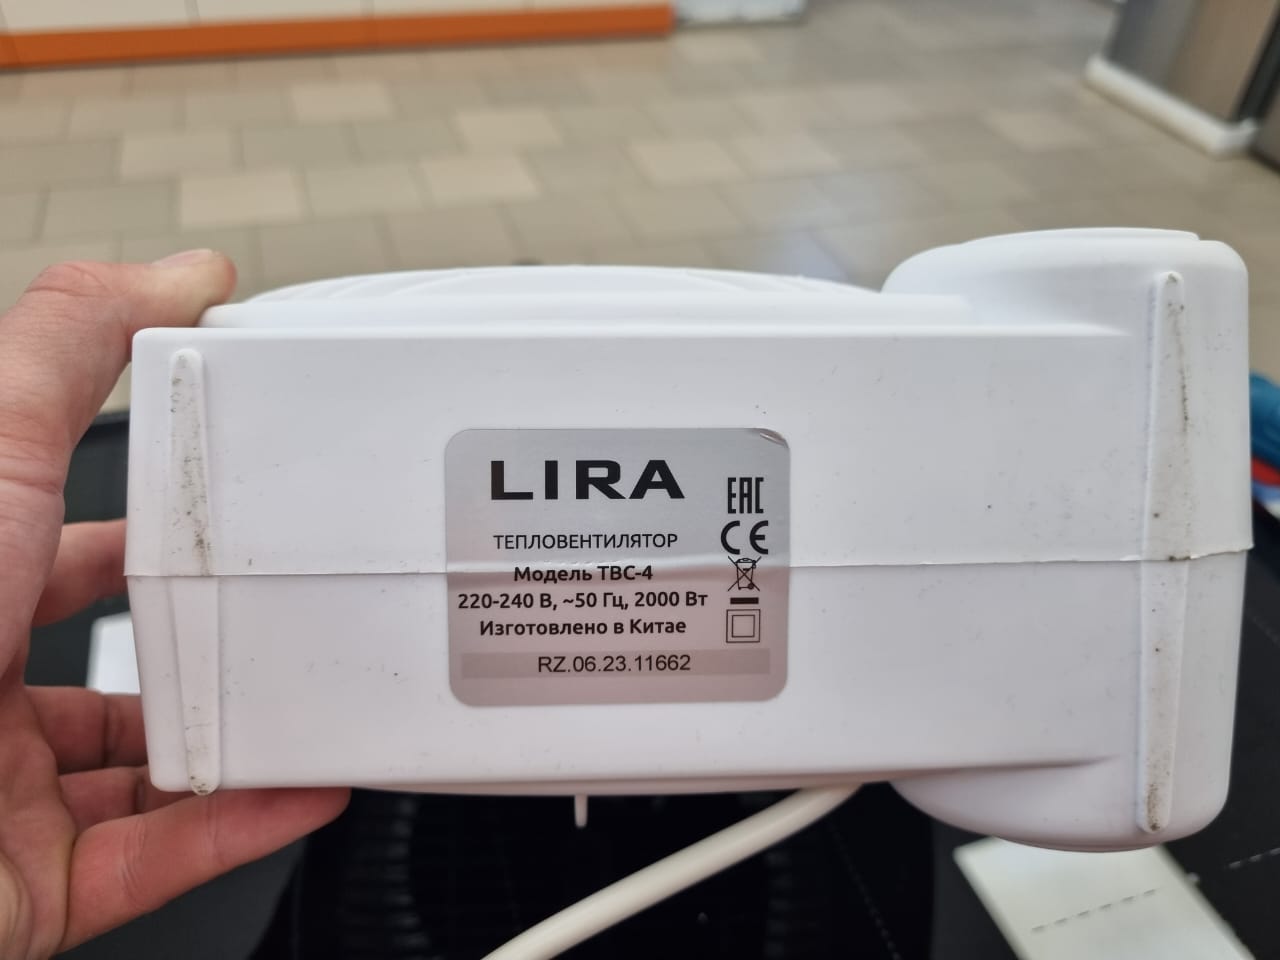 LIRA
EAC
CE
ТЕПЛОВЕНТИЛЯТОР
Модель ТВС-4
220-240 В, ~50 Гц, 2000 Вт
Изготовлено в Китае
RZ.06.23.11662